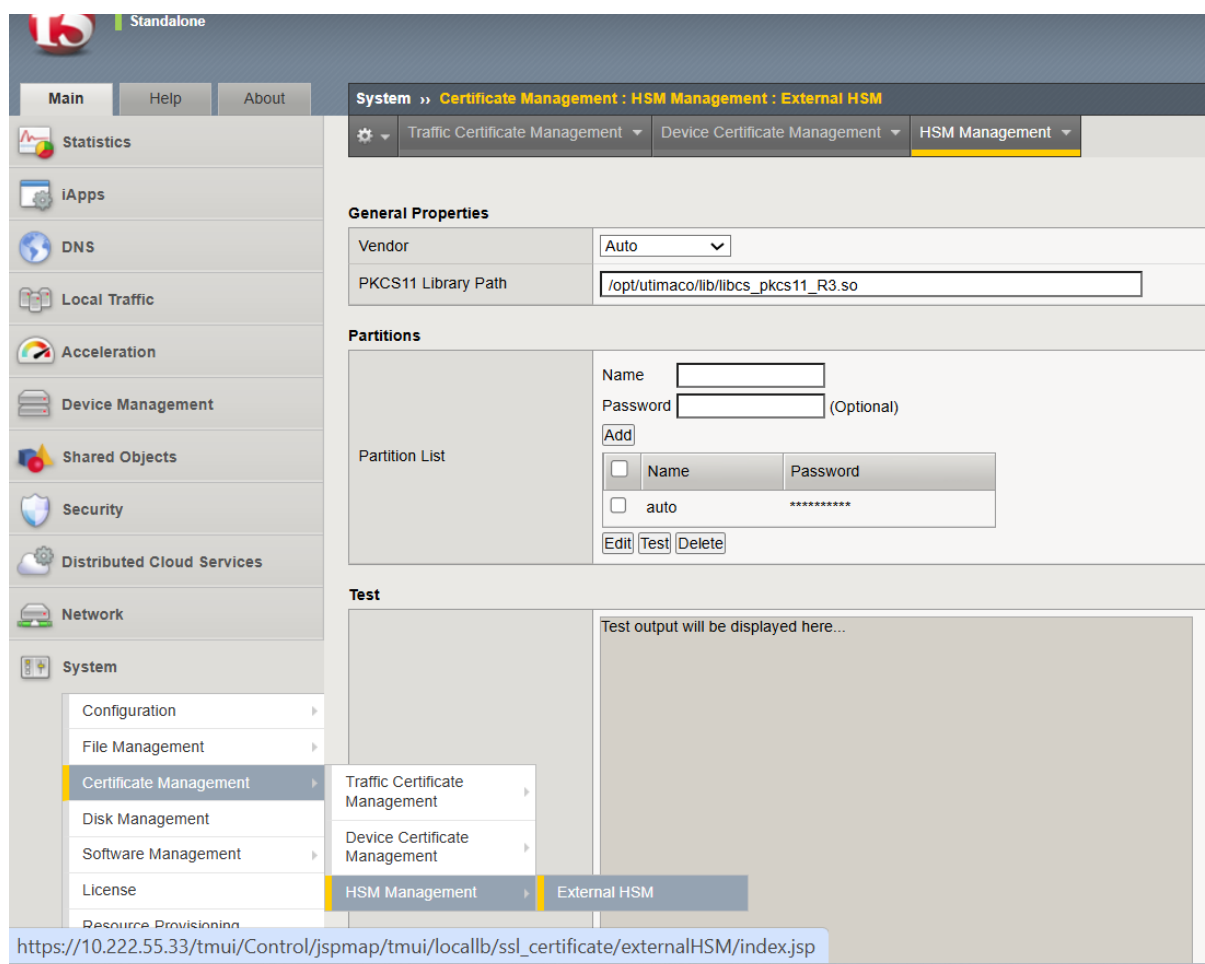 f5
Standalone
Main Help About
System ›› Certificate Management : HSM Management : External HSM
Traffic Certificate Management Device Certificate Management HSM Management
Statistics
iApps
DNS
Local Traffic
Acceleration
Device Management
Shared Objects
Security
Distributed Cloud Services
Network
System
Configuration
File Management
Certificate Management
Disk Management
Software Management
License
Resource Provisioning
Traffic Certificate
Management
Device Certificate
Management
HSM Management
External HSM
General Properties
Vendor Auto
PKCS11 Library Path /opt/utimaco/lib/libcs_pkcs11_R3.so
Partitions
Partition List
Name
Password (Optional)
Add
Name Password
auto **********
Edit Test Delete
Test
Test output will be displayed here...
https://10.222.55.33/tmui/Control/jspmap/tmui/locallb/ssl_certificate/externalHSM/index.jsp